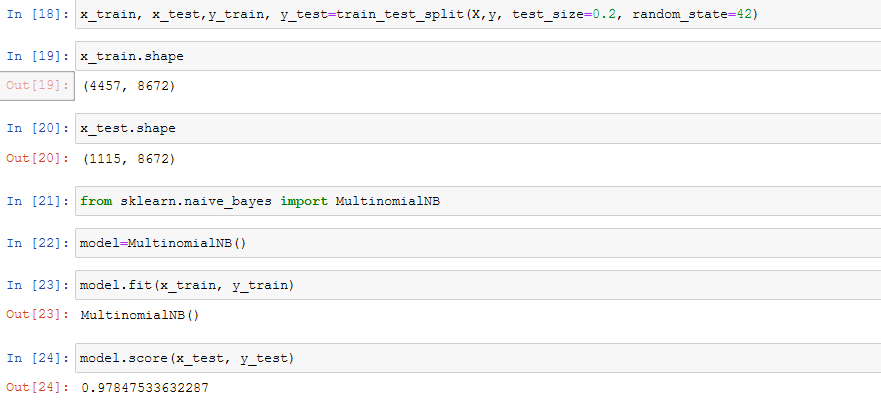 In [18]: x_train, x_test,y_train, y_test=train_test_split(X,y, test_size=0.2, random_state=42)
In [19]: x_train.shape
Out[19]: (4457, 8672)
In [20]: x_test.shape
Out[20]: (1115, 8672)
In [21]: from sklearn.naive_bayes import MultinomialNB
In [22]: model=MultinomialNB()
In [23]: model.fit(x_train, y_train)
Out[23]: MultinomialNB()
In [24]: model.score(x_test, y_test)
Out[24]: 0.97847533632287